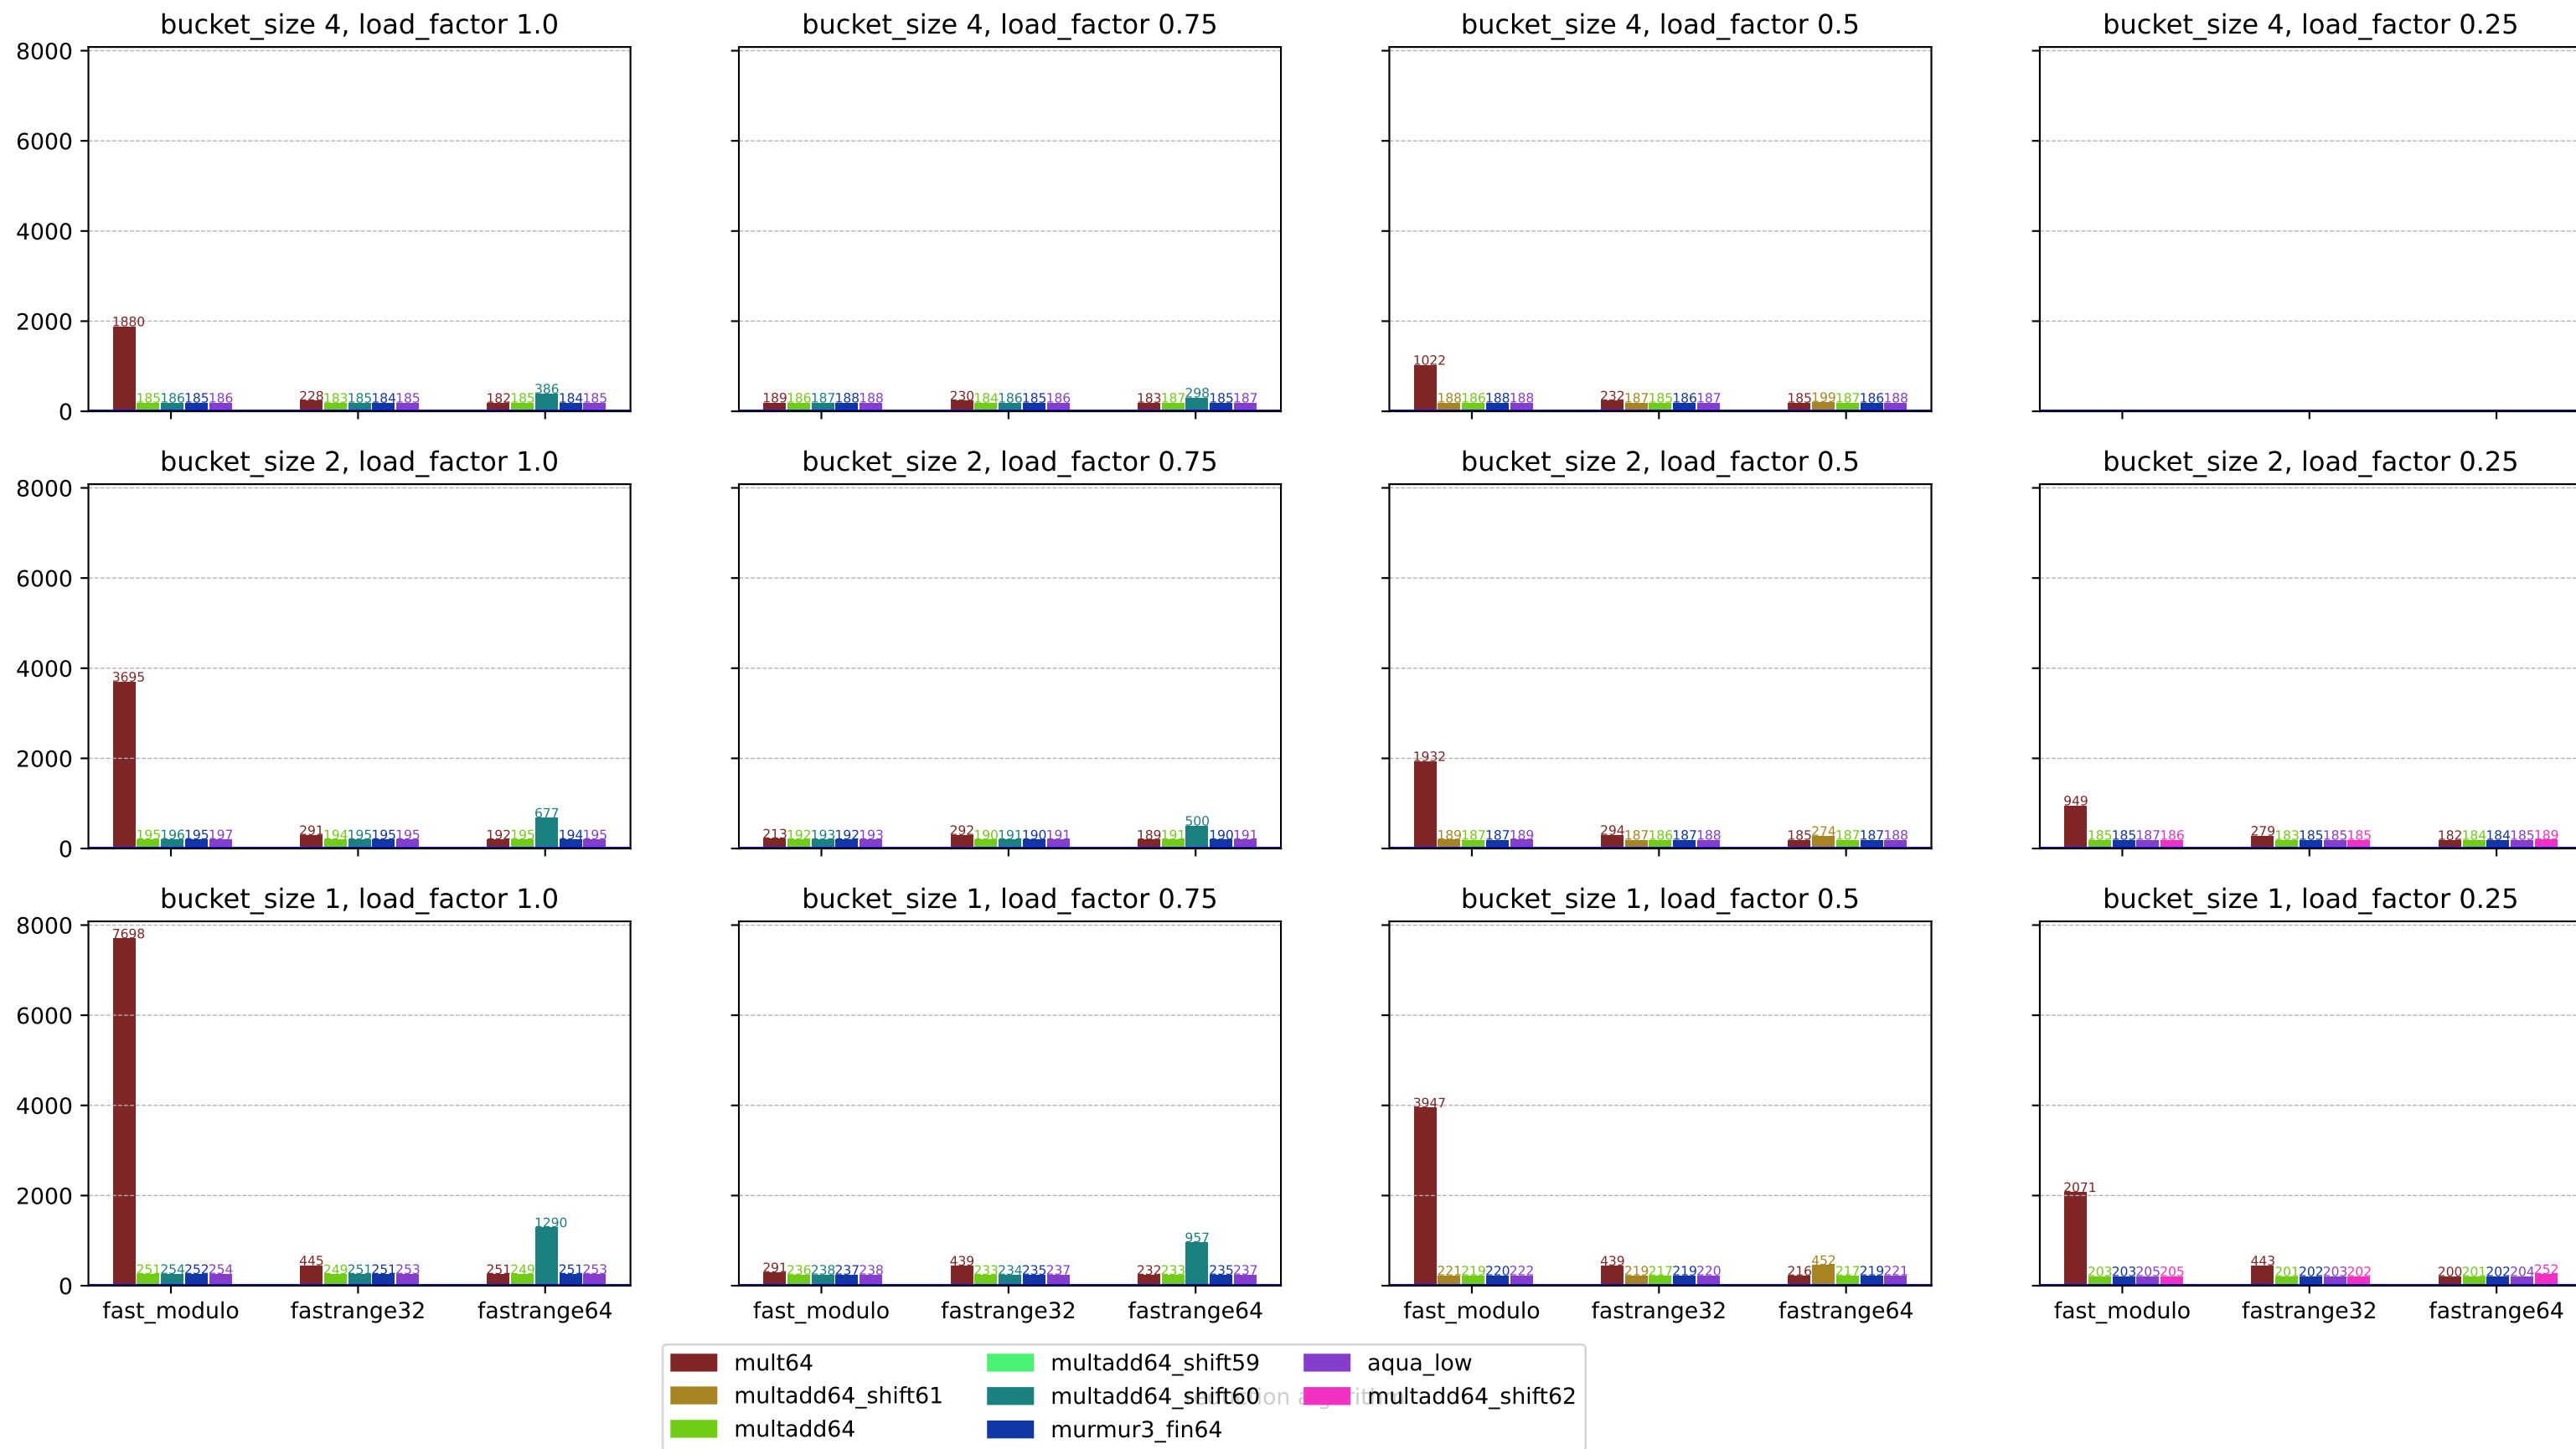 bucket_size 4, load_factor 1.0
8000
6000
4000
2000
0
1880 185 186 185 186 228 183 185 184 185 182 185 386 184 185
bucket_size 4, load_factor 0.75
189 186 187 188 188 230 184 186 185 186 183 187 298 185 187
bucket_size 4, load_factor 0.5
1022 188 186 188 188 232 187 185 186 187 185 199 187 186 188
bucket_size 4, load_factor 0.25
bucket_size 2, load_factor 1.0
8000
6000
4000
2000
0
3695 195 196 195 197 291 194 195 195 195 192 195 677 194 195
bucket_size 2, load_factor 0.75
213 192 193 192 193 292 190 191 190 191 189 191 500 190 191
bucket_size 2, load_factor 0.5
1932 189 187 187 189 294 187 186 187 188 185 274 187 187 188
bucket_size 2, load_factor 0.25
949 185 185 187 186 279 183 185 185 185 182 184 184 185 189
bucket_size 1, load_factor 1.0
8000
6000
4000
2000
0
7698 251 254 252 254 445 249 251 251 253 251 249 1290 251 253
fast_modulo fastrange32 fastrange64
bucket_size 1, load_factor 0.75
291 236 238 237 238 439 233 234 235 237 232 233 957 235 237
fast_modulo fastrange32 fastrange64
bucket_size 1, load_factor 0.5
3947 221 219 220 222 439 219 217 219 220 216 452 217 219 221
fast_modulo fastrange32 fastrange64
bucket_size 1, load_factor 0.25
2071 203 203 205 205 443 201 202 203 202 200 201 202 204 252
fast_modulo fastrange32 fastrange64
mult64
multadd64_shift61
multadd64
multadd64_shift59
multadd64_shift60
murmur3_fin64
aqua_low
multadd64_shift62